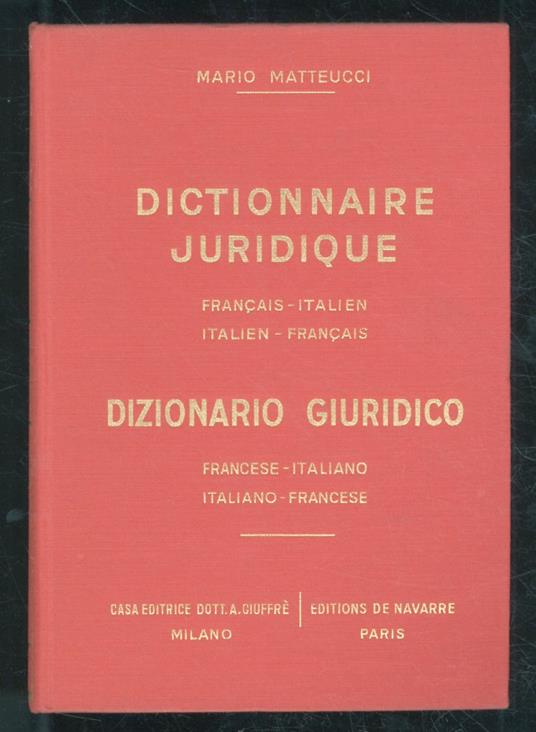 MARIO MATTEUCCI
DICTIONNAIRE
JURIDIQUE
FRANÇAIS-ITALIEN
ITALIEN-FRANÇAIS
DIZIONARIO GIURIDICO
FRANCESE-ITALIANO
ITALIANO-FRANCESE
CASA EDITRICE DOTT. A. GIUFFRÈ
MILANO
EDITIONS DE NAVARRE
PARIS